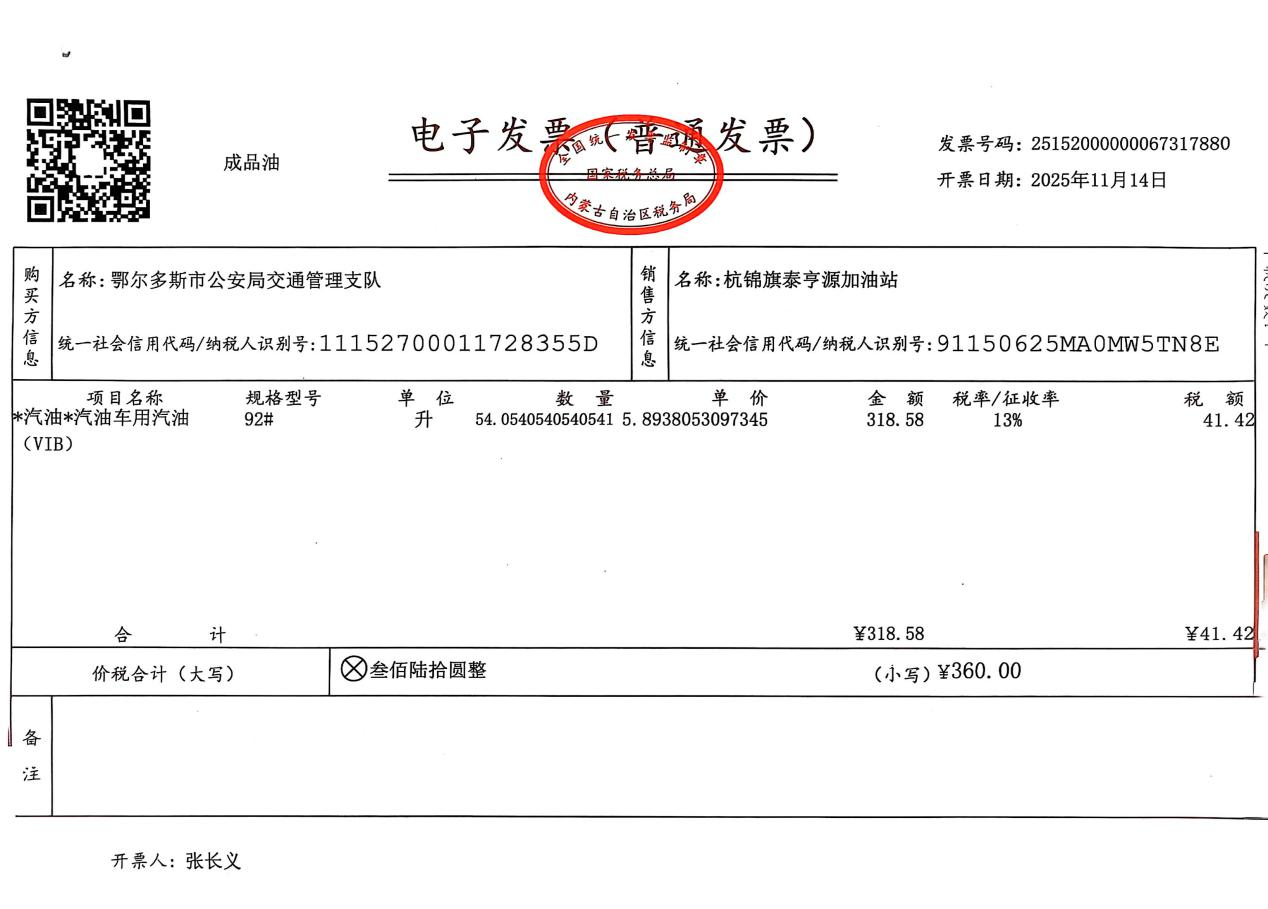 电子发票（普通发票）
全国统一发票监制章
国家税务总局
内蒙古自治区税务局
成品油
发票号码：25152000000067317880
开票日期：2025年11月14日
购买方信息
名称：鄂尔多斯市公安局交通管理支队
统一社会信用代码/纳税人识别号：11152700011728355D
销售方信息
名称：杭锦旗泰亨源加油站
统一社会信用代码/纳税人识别号：91150625MA0MW5TN8E
项目名称 规格型号 单位 数量 单价 金额 税率/征收率 税额
*汽油*汽油车用汽油 92# 升 54.0540540540541 5.8938053097345 318.58 13% 41.42
（VIB）
合计 ¥318.58 ¥41.42
价税合计（大写） ⊗叁佰陆拾圆整 （小写）¥360.00
备注
开票人：张长义